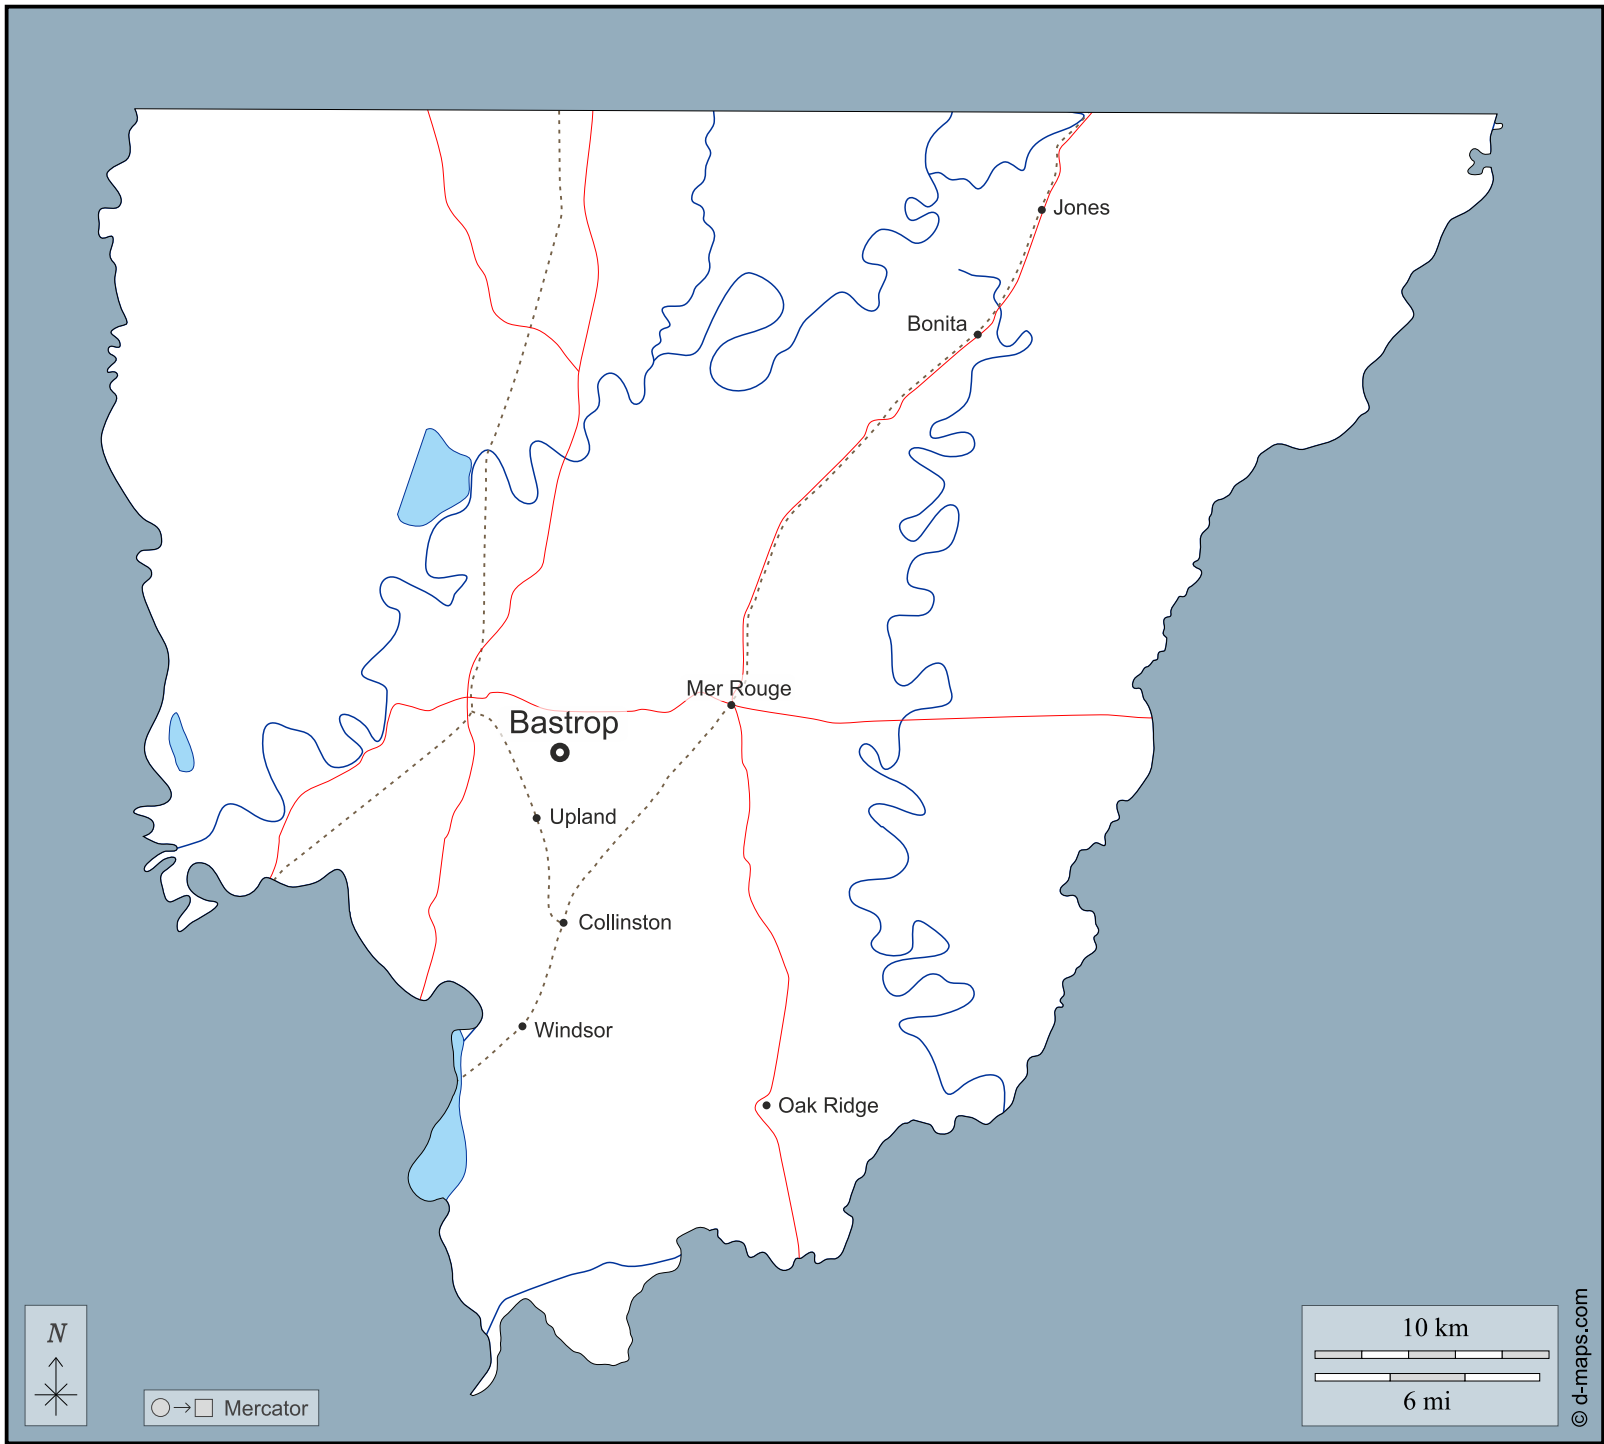 Jones
Bonita
Mer Rouge
Bastrop
Upland
Collinston
Windsor
Oak Ridge
N
Mercator
10 km
6 mi
© d-maps.com